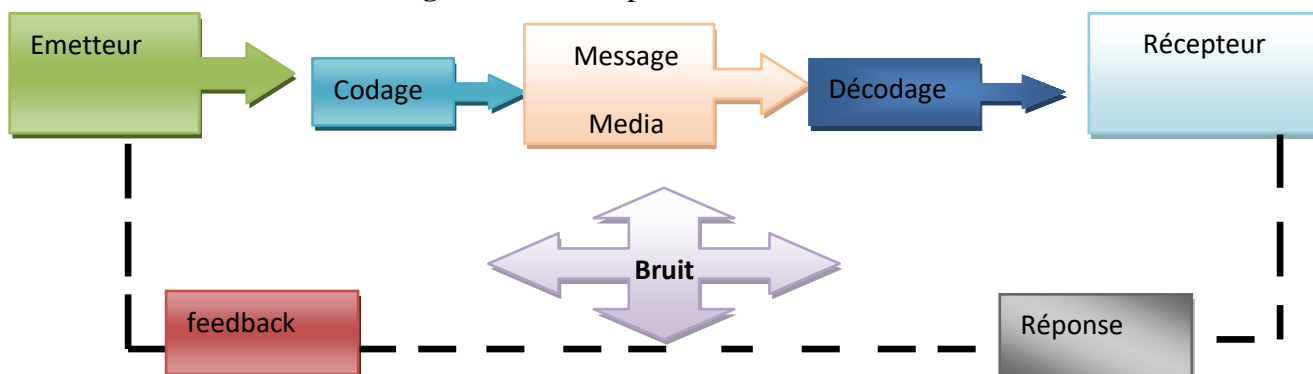 Emetteur
Codage
Message
Media
Décodage
Récepteur
Bruit
feedback
Réponse